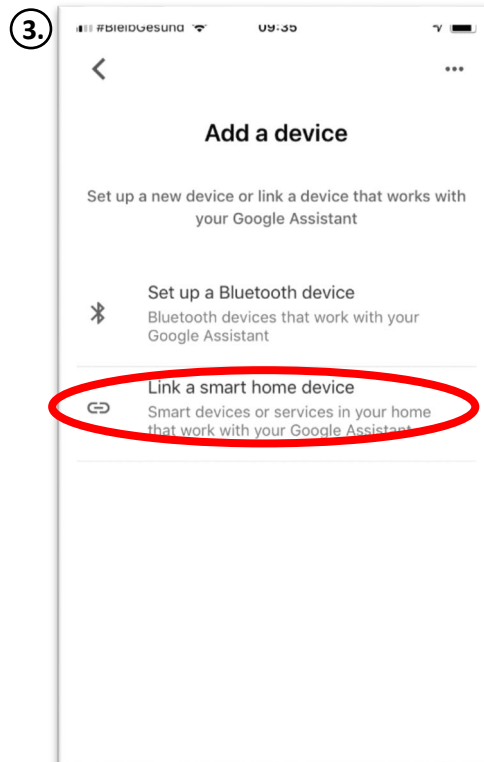 3.
#BleibGesund 09:35
Add a device
Set up a new device or link a device that works with
your Google Assistant
Set up a Bluetooth device
Bluetooth devices that work with your
Google Assistant
Link a smart home device
Smart devices or services in your home
that work with your Google Assistant